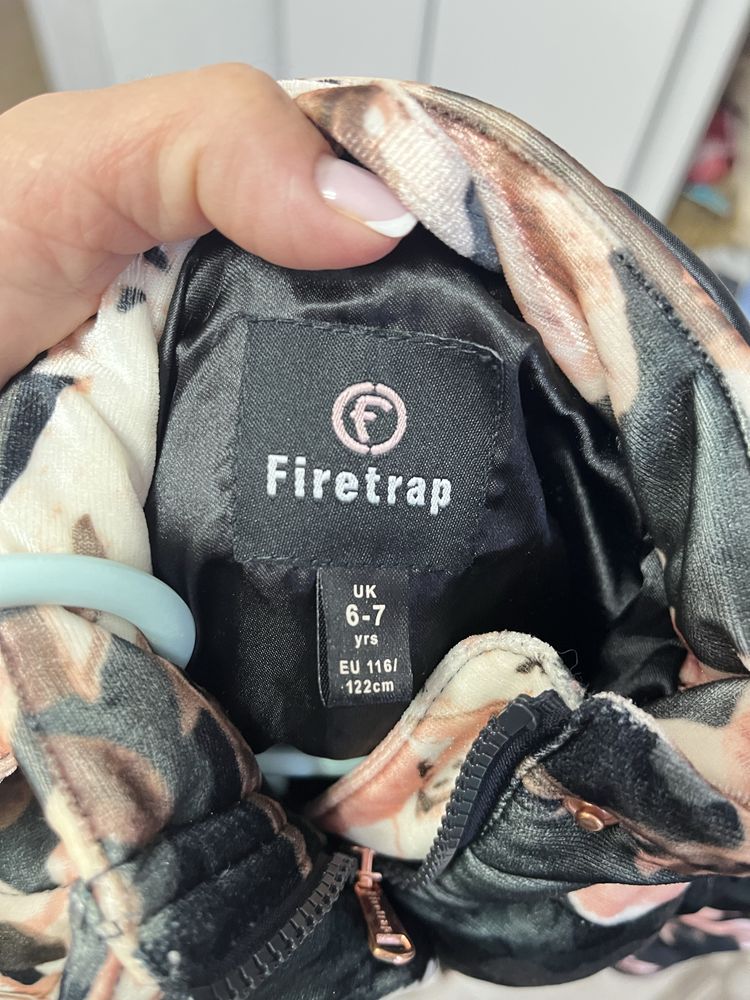 F
Firetrap
UK
6-7
yrs
EU 116/
122cm